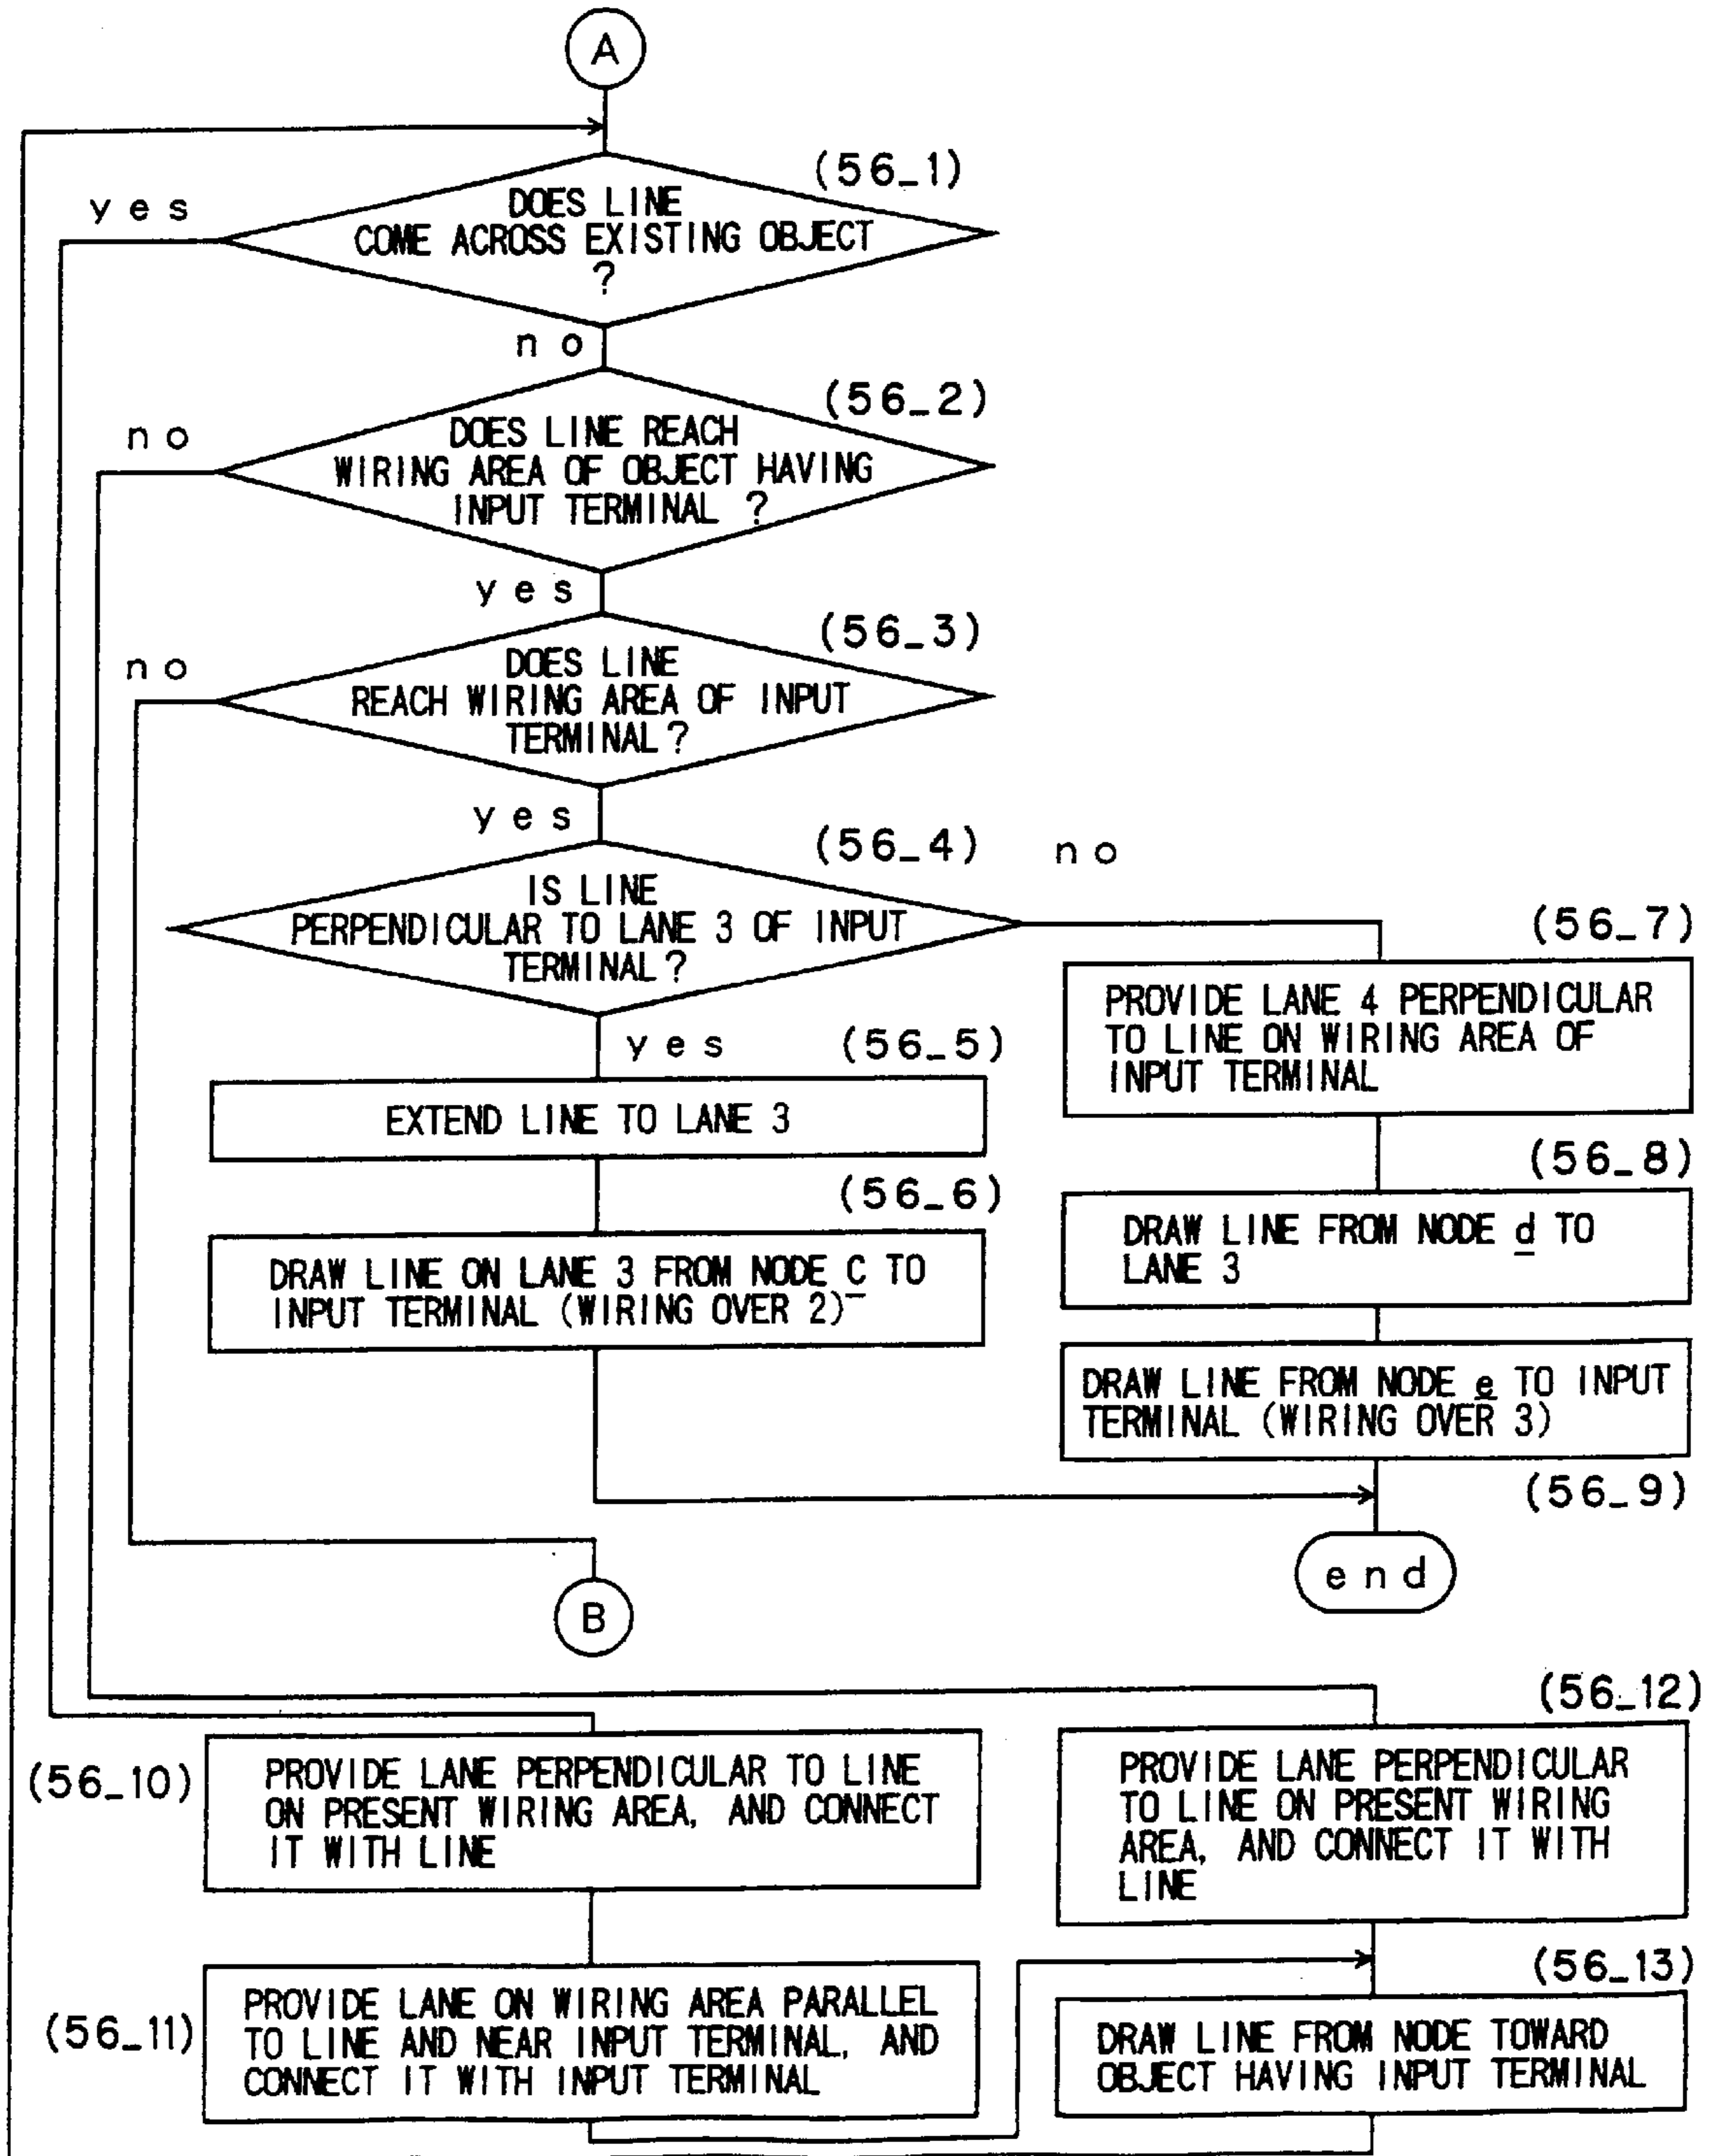 A
(56_1)
yes
DOES LINE
COME ACROSS EXISTING OBJECT
?
no
(56_2)
no
DOES LINE REACH
WIRING AREA OF OBJECT HAVING
INPUT TERMINAL ?
yes
(56_3)
no
DOES LINE
REACH WIRING AREA OF INPUT
TERMINAL?
yes
(56_4)
no
IS LINE
PERPENDICULAR TO LANE 3 OF INPUT
TERMINAL?
yes
(56_5)
EXTEND LINE TO LANE 3
(56_6)
DRAW LINE ON LANE 3 FROM NODE C TO
INPUT TERMINAL (WIRING OVER 2)
(56_7)
PROVIDE LANE 4 PERPENDICULAR
TO LINE ON WIRING AREA OF
INPUT TERMINAL
(56_8)
DRAW LINE FROM NODE d TO
LANE 3
DRAW LINE FROM NODE e TO INPUT
TERMINAL (WIRING OVER 3)
(56_9)
end
B
(56_10)
PROVIDE LANE PERPENDICULAR TO LINE
ON PRESENT WIRING AREA, AND CONNECT
IT WITH LINE
(56_11)
PROVIDE LANE ON WIRING AREA PARALLEL
TO LINE AND NEAR INPUT TERMINAL, AND
CONNECT IT WITH INPUT TERMINAL
(56_12)
PROVIDE LANE PERPENDICULAR
TO LINE ON PRESENT WIRING
AREA, AND CONNECT IT WITH
LINE
(56_13)
DRAW LINE FROM NODE TOWARD
OBJECT HAVING INPUT TERMINAL